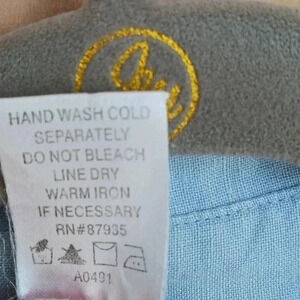 HAND WASH COLD
SEPARATELY
DO NOT BLEACH
LINE DRY
WARM IRON
IF NECESSARY
RN#87935
A0491